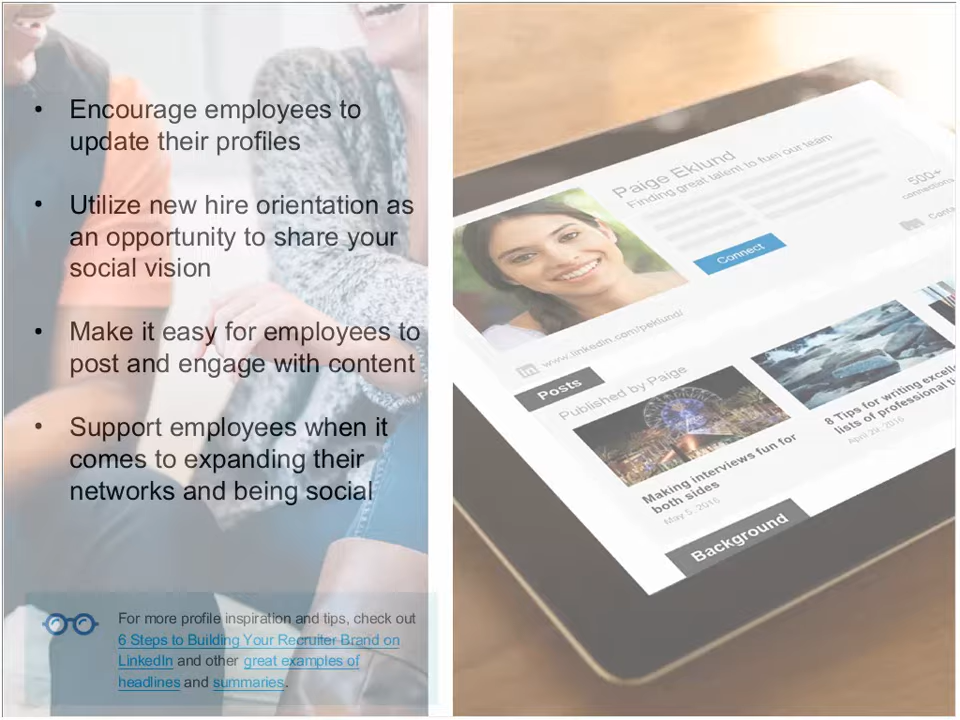 • Encourage employees to
update their profiles
• Utilize new hire orientation as
an opportunity to share your
social vision
• Make it easy for employees to
post and engage with content
• Support employees when it
comes to expanding their
networks and being social
For more profile inspiration and tips, check out
6 Steps to Building Your Recruiter Brand on
LinkedIn and other great examples of
headlines and summaries.
Paige Eklund
Finding great talent to fuel our team
500+
connections
Connect
in www.linkedin.com/peklund/
Posts
Published by Paige
Making interviews fun for
both sides
May 5, 2016
8 Tips for writing
lists of professional
April 29, 2016
Background